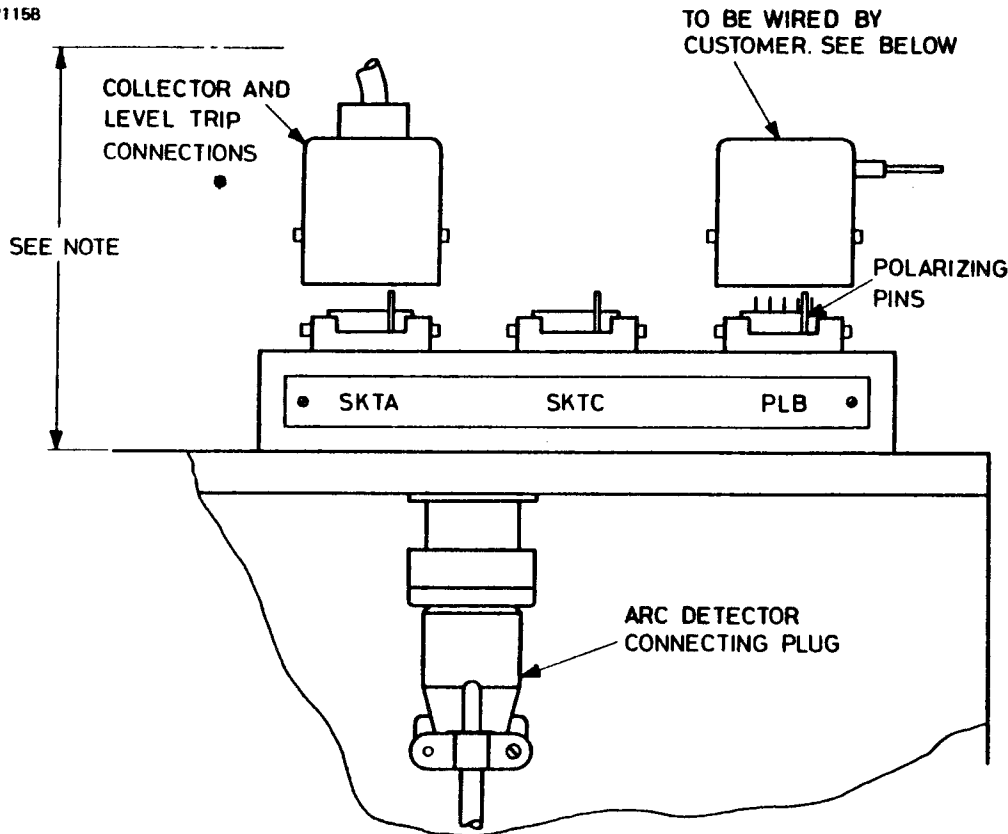 1158
TO BE WIRED BY
CUSTOMER. SEE BELOW
COLLECTOR AND
LEVEL TRIP
CONNECTIONS
SEE NOTE
POLARIZING
PINS
SKTA
SKTC
PLB
ARC DETECTOR
CONNECTING PLUG